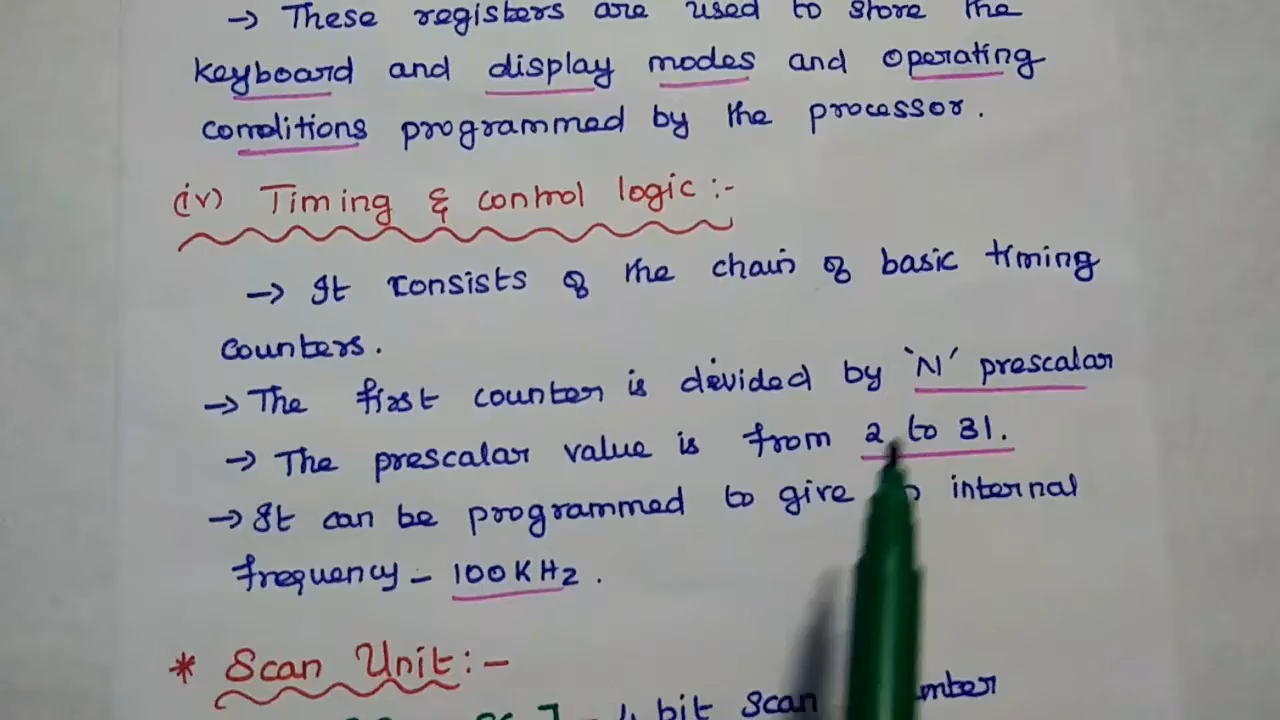 → These registers are used to store the
keyboard and display modes and operating
conditions programmed by the processor.
(iv) Timing & control logic:-
→ It consists of the chain of basic timing
counters.
→ The first counter is divided by 'N' prescalar
→ The prescalar value is from 2 to 31.
→ It can be programmed to give internal
frequency - 100KHz.
* Scan Unit:-
4 bit scan